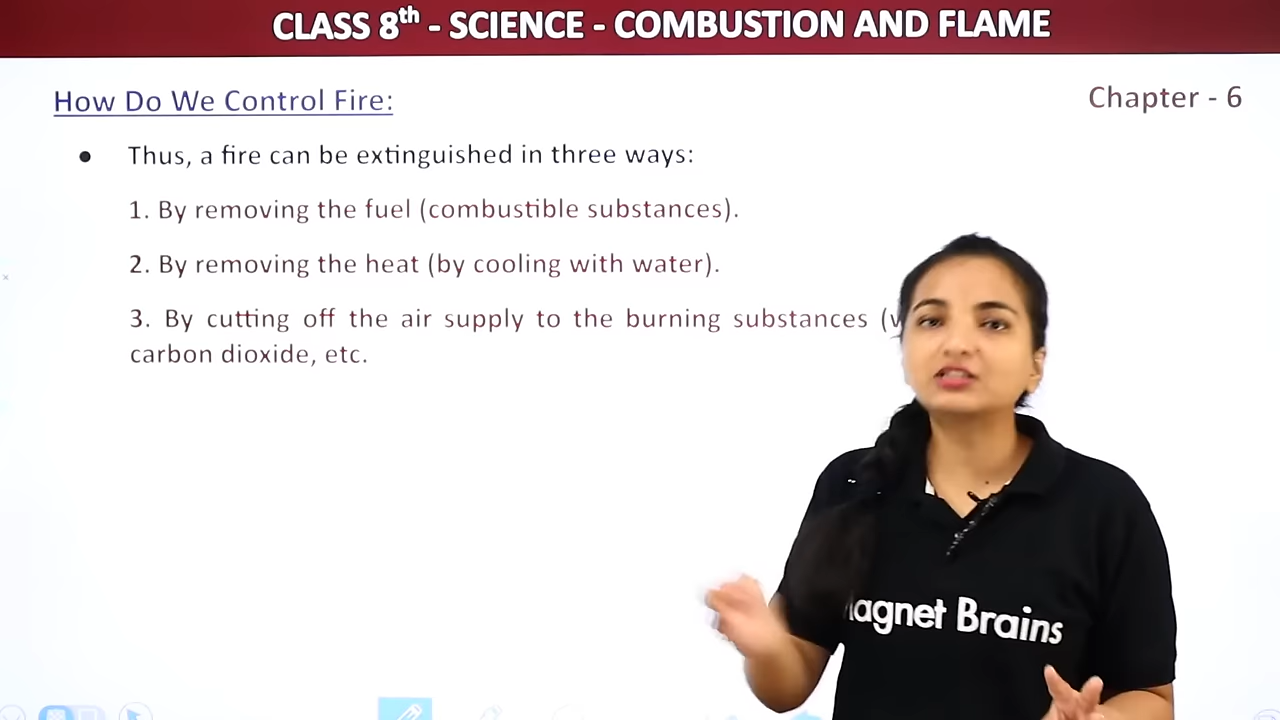 CLASS 8th - SCIENCE - COMBUSTION AND FLAME
How Do We Control Fire:
Chapter - 6
● Thus, a fire can be extinguished in three ways:
1. By removing the fuel (combustible substances).
2. By removing the heat (by cooling with water).
3. By cutting off the air supply to the burning substances
carbon dioxide, etc.
agnet Brains